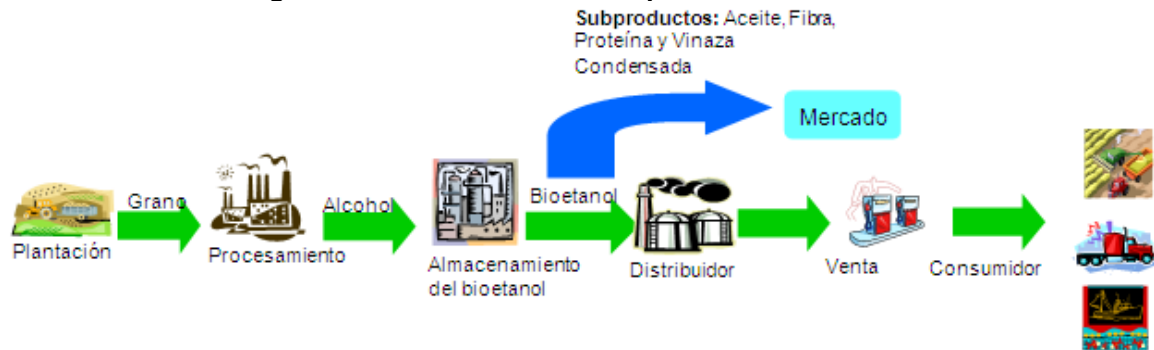 Subproductos: Aceite, Fibra,
Proteína y Vinaza
Condensada
Mercado
Grano
Alcohol
Bioetanol
Plantación
Procesamiento
Almacenamiento
del bioetanol
Distribuidor
Venta
Consumidor